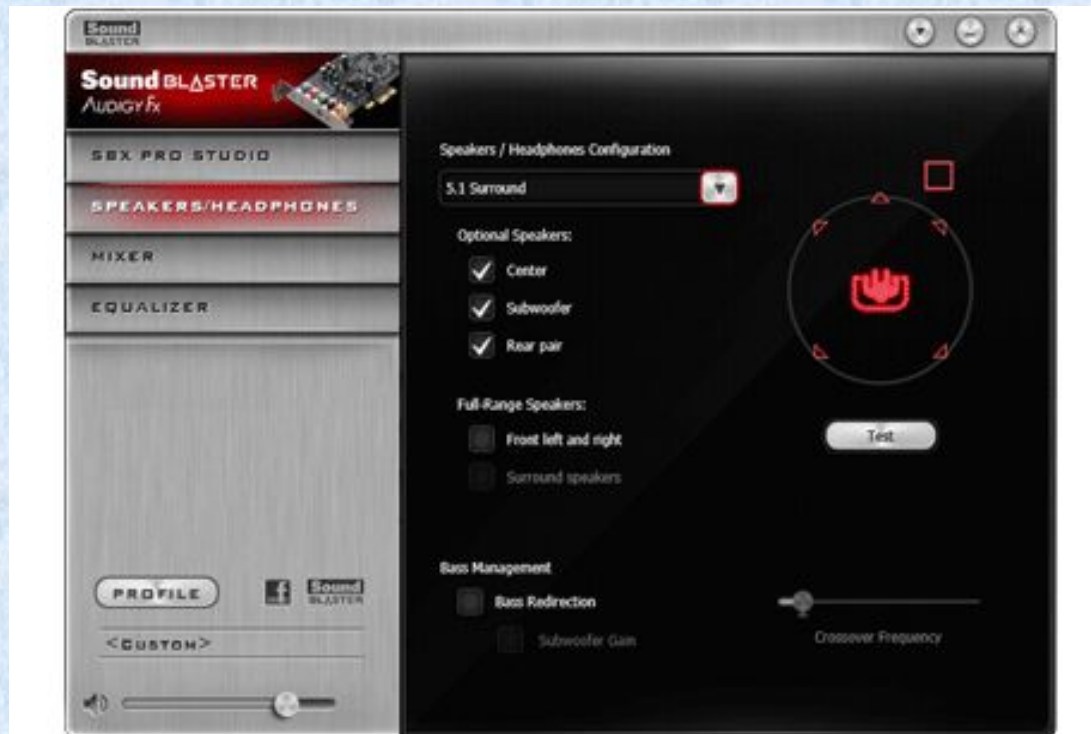 Sound
BLASTER
Sound BLASTER
AUDIGY Fx
SBX PRO STUDIO
SPEAKERS/HEADPHONES
MIXER
EQUALIZER
PROFILE
f
Sound
BLASTER
<CUSTOM>
Speakers / Headphones Configuration
5.1 Surround
Optional Speakers:
Center
Subwoofer
Rear pair
Full-Range Speakers:
Front left and right
Surround speakers
Test
Bass Management
Bass Redirection
Subwoofer Gain
Crossover Frequency